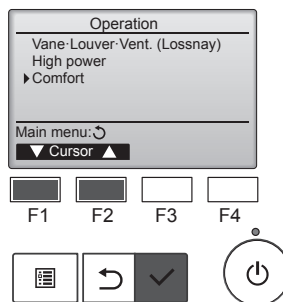 Operation
Vane·Louver·Vent. (Lossnay)
High power
Comfort
Main menu:
Cursor
F1 F2 F3 F4